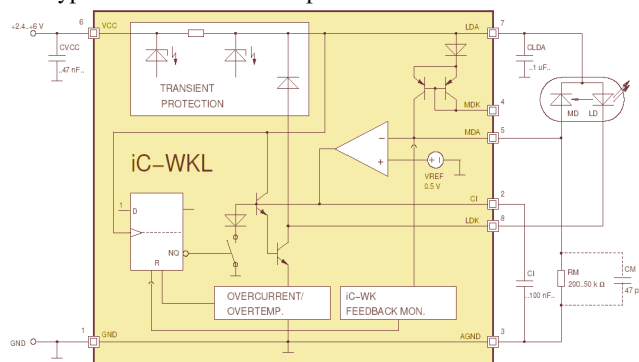 +2.4..+6 V
6
VCC
LDA
7
CVCC
..47 nF..
TRANSIENT
PROTECTION
CLDA
..1 uF..
4
MDK
MD
LD
MDA
5
iC-WKL
VREF
0.5 V
CI
2
LDK
8
1
D
NQ
R
OVERCURRENT/
OVERTEMP.
iC-WK
FEEDBACK MON.
CI
..100 nF..
RM
200..50 k Ω
CM
47 p
GND
1
GND
AGND
3